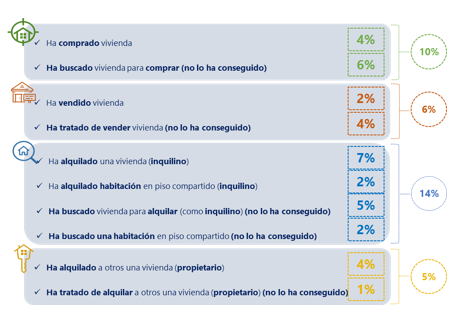 ✓ Ha comprado vivienda 4%
✓ Ha buscado vivienda para comprar (no lo ha conseguido) 6%
10%
✓ Ha vendido vivienda 2%
✓ Ha tratado de vender vivienda (no lo ha conseguido) 4%
6%
✓ Ha alquilado una vivienda (inquilino) 7%
✓ Ha alquilado habitación en piso compartido (inquilino) 2%
✓ Ha buscado vivienda para alquilar (como inquilino) (no lo ha conseguido) 5%
✓ Ha buscado una habitación en piso compartido (no lo ha conseguido) 2%
14%
✓ Ha alquilado a otros una vivienda (propietario) 4%
✓ Ha tratado de alquilar a otros una vivienda (propietario) (no lo ha conseguido) 1%
5%